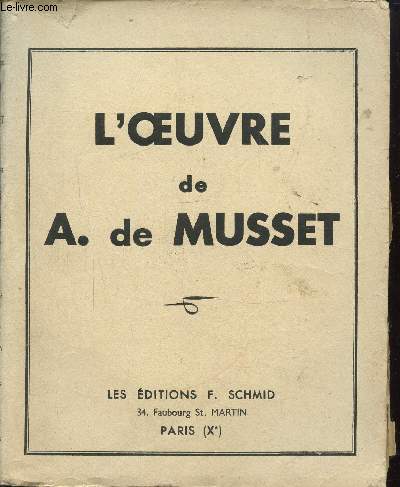 Le-livre.com
L'ŒUVRE
de
A. de MUSSET
LES ÉDITIONS F. SCHMID
34, Faubourg St. MARTIN
PARIS (Xe)